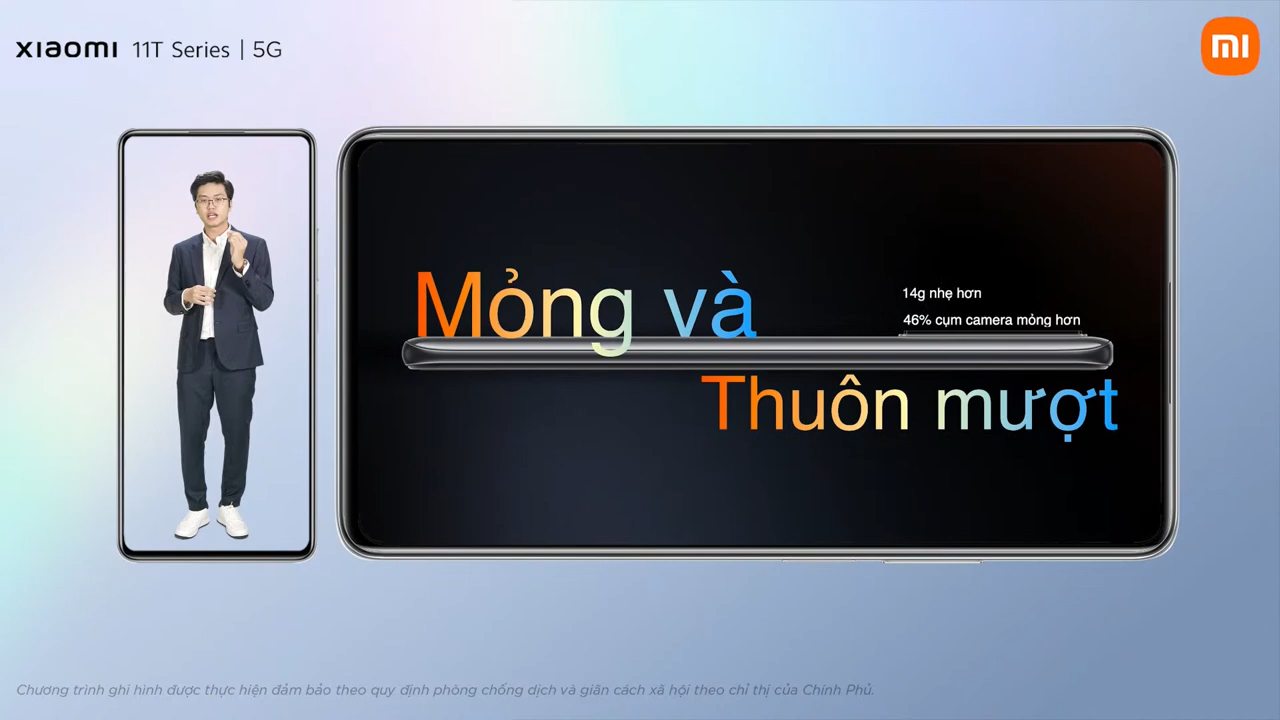 xiaomi 11T Series | 5G
mi
Mỏng và
14g nhẹ hơn
46% cụm camera mỏng hơn
Thuôn mượt
Chương trình ghi hình được thực hiện đảm bảo theo quy định phòng chống dịch và giãn cách xã hội theo chỉ thị của Chính Phủ.